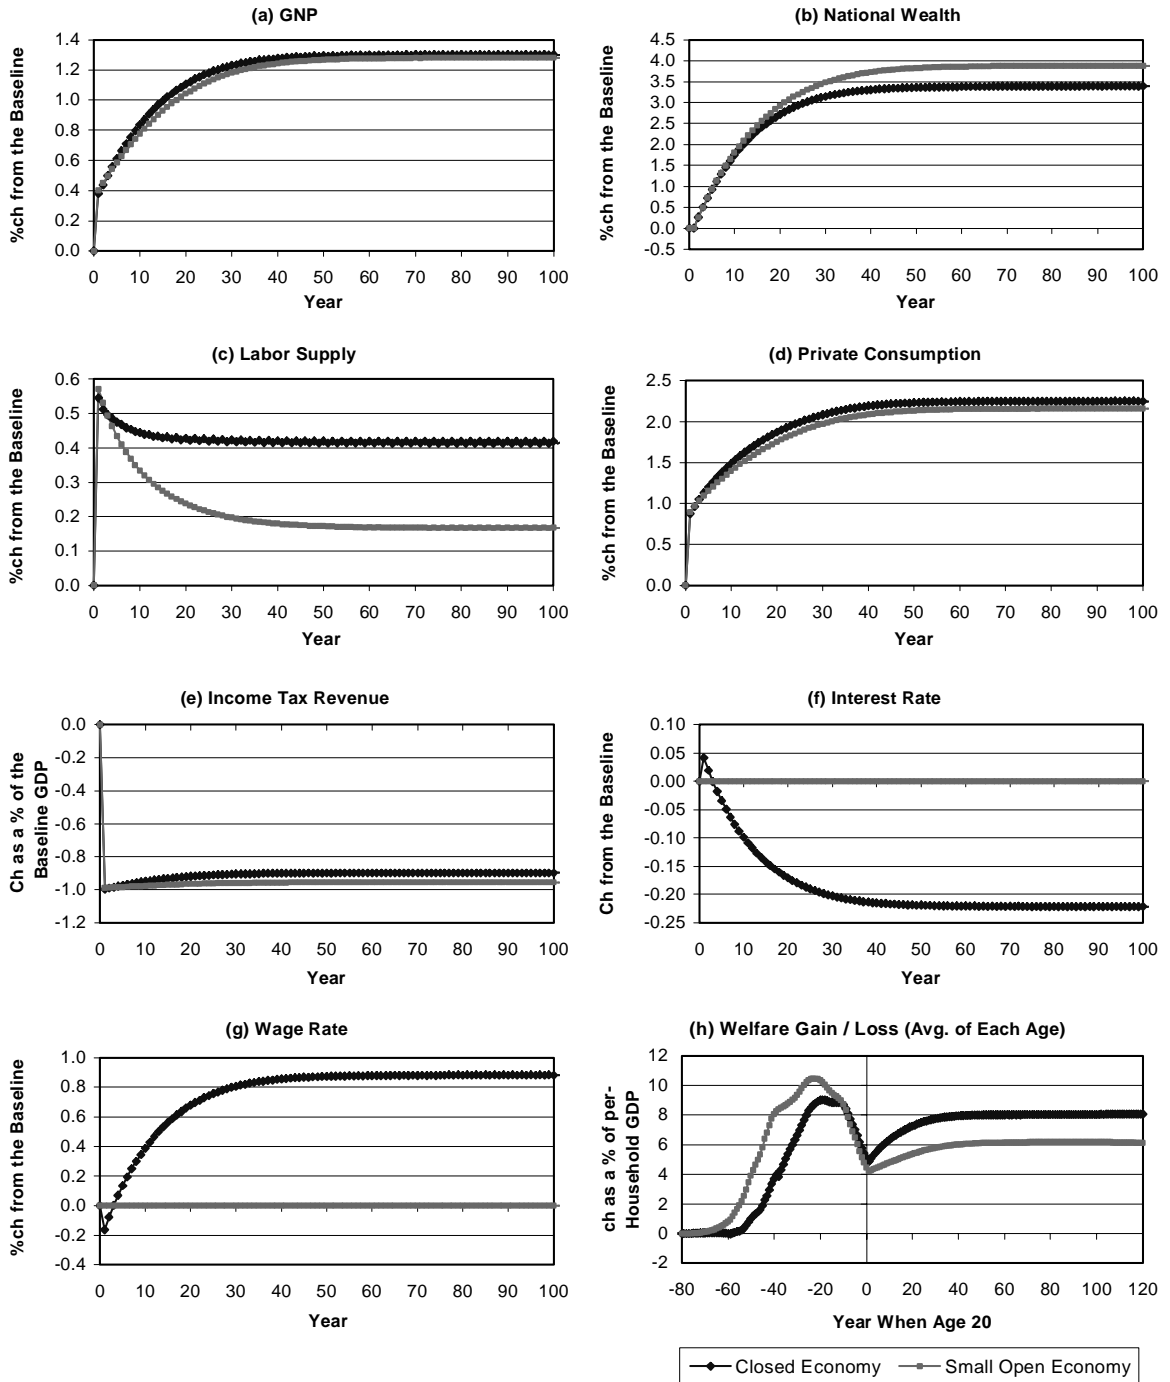 (a) GNP
%ch from the Baseline
1.4
1.2
1.0
0.8
0.6
0.4
0.2
0.0
0 10 20 30 40 50 60 70 80 90 100
Year
(b) National Wealth
%ch from the Baseline
4.5
4.0
3.5
3.0
2.5
2.0
1.5
1.0
0.5
0.0
-0.5
0 10 20 30 40 50 60 70 80 90 100
Year
(c) Labor Supply
%ch from the Baseline
0.6
0.5
0.4
0.3
0.2
0.1
0.0
0 10 20 30 40 50 60 70 80 90 100
Year
(d) Private Consumption
%ch from the Baseline
2.5
2.0
1.5
1.0
0.5
0.0
0 10 20 30 40 50 60 70 80 90 100
Year
(e) Income Tax Revenue
Ch as a % of the
Baseline GDP
0.0
-0.2
-0.4
-0.6
-0.8
-1.0
-1.2
0 10 20 30 40 50 60 70 80 90 100
Year
(f) Interest Rate
Ch from the Baseline
0.10
0.05
0.00
-0.05
-0.10
-0.15
-0.20
-0.25
0 10 20 30 40 50 60 70 80 90 100
Year
(g) Wage Rate
%ch from the Baseline
1.0
0.8
0.6
0.4
0.2
0.0
-0.2
-0.4
0 10 20 30 40 50 60 70 80 90 100
Year
(h) Welfare Gain / Loss (Avg. of Each Age)
ch as a % of per-
Household GDP
12
10
8
6
4
2
0
-2
-80 -60 -40 -20 0 20 40 60 80 100 120
Year When Age 20
Closed Economy Small Open Economy